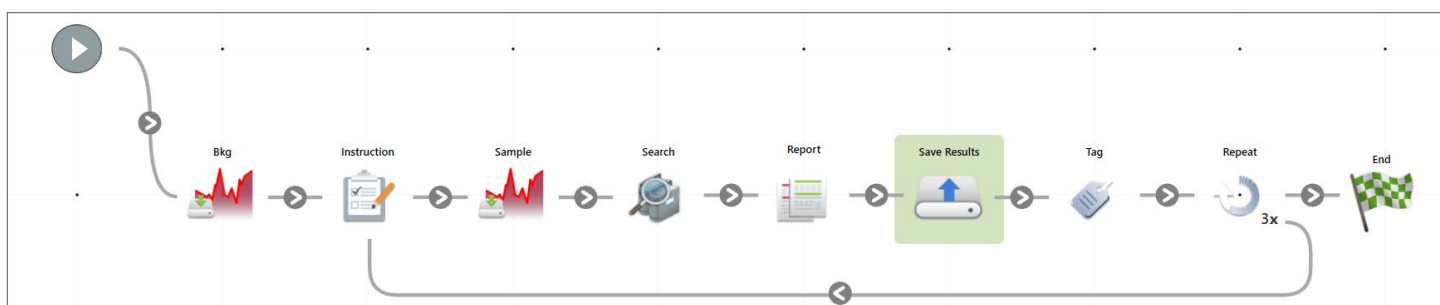 Bkg
Instruction
Sample
Search
Report
Save Results
Tag
Repeat
End
3x